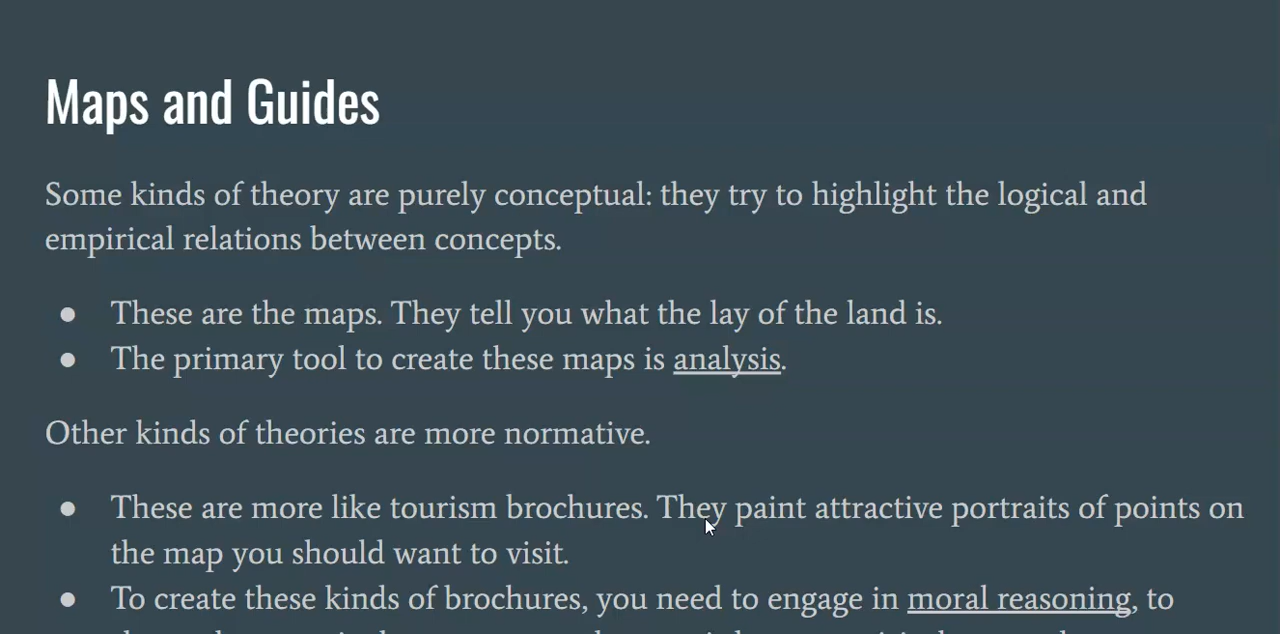 Maps and Guides
Some kinds of theory are purely conceptual: they try to highlight the logical and
empirical relations between concepts.
● These are the maps. They tell you what the lay of the land is.
● The primary tool to create these maps is analysis.
Other kinds of theories are more normative.
● These are more like tourism brochures. They paint attractive portraits of points on
the map you should want to visit.
● To create these kinds of brochures, you need to engage in moral reasoning, to